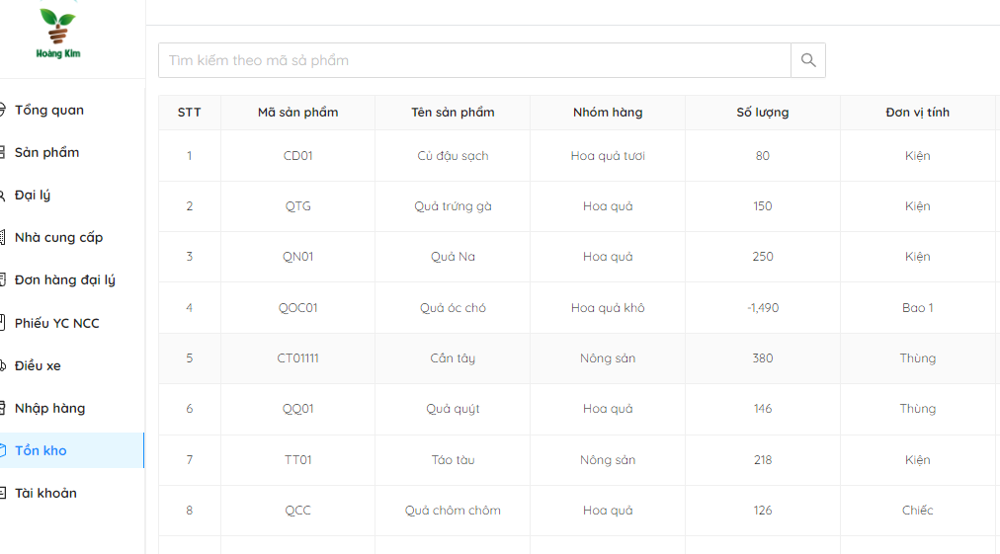 Hoàng Kim
Tìm kiếm theo mã sả phẩm
Tổng quan
Sản phẩm
Đại lý
Nhà cung cấp
Đơn hàng đại lý
Phiếu YC NCC
Điều xe
Nhập hàng
Tồn kho
Tài khoản
STT Mã sản phẩm Tên sản phẩm Nhóm hàng Số lượng Đơn vị tính
1 CD01 Củ đậu sạch Hoa quả tươi 80 Kiện
2 QTG Quả trứng gà Hoa quả 150 Kiện
3 QN01 Quả Na Hoa quả 250 Kiện
4 QOC01 Quả óc chó Hoa quả khô -1,490 Bao 1
5 CT01111 Cần tây Nông sản 380 Thùng
6 QQ01 Quả quýt Hoa quả 146 Thùng
7 TT01 Táo tàu Nông sản 218 Kiện
8 QCC Quả chôm chôm Hoa quả 126 Chiếc